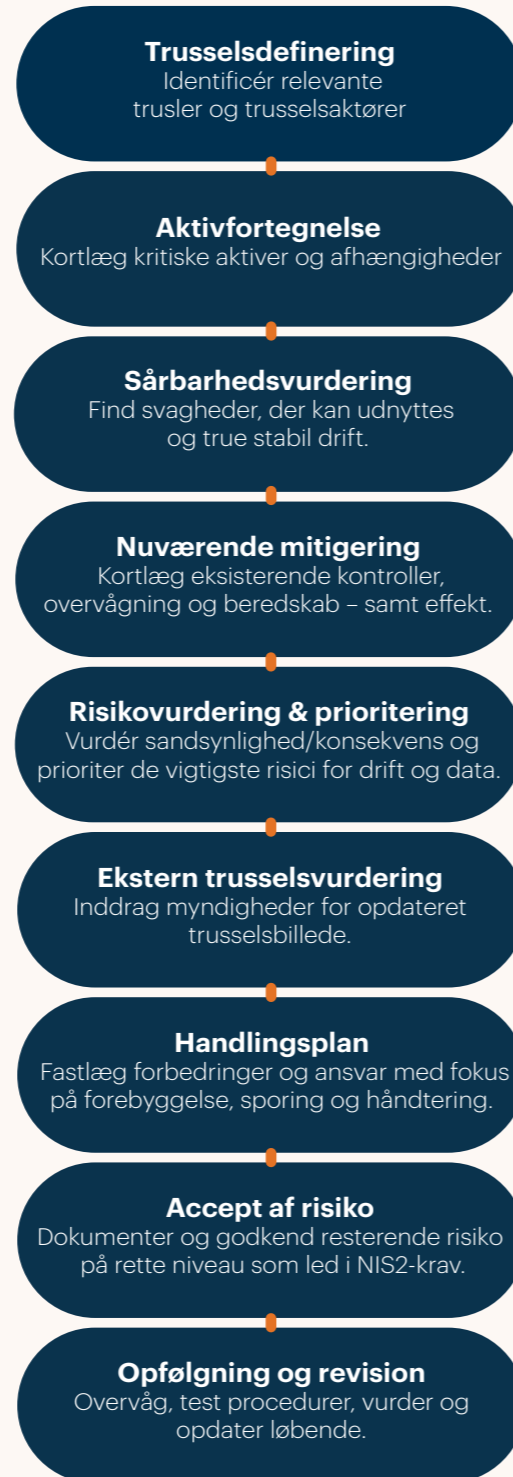 Trusselsdefinering
Identificér relevante
trusler og trusselsaktører
Aktivfortegnelse
Kortlæg kritiske aktiver og afhængigheder
Sårbarhedsvurdering
Find svagheder, der kan udnyttes
og true stabil drift.
Nuværende mitigering
Kortlæg eksisterende kontroller,
overvågning og beredskab – samt effekt.
Risikovurdering & prioritering
Vurdér sandsynlighed/konsekvens og
prioriter de vigtigste risici for drift og data.
Ekstern trusselsvurdering
Inddrag myndigheder for opdateret
trusselsbillede.
Handlingsplan
Fastlæg forbedringer og ansvar med fokus
på forebyggelse, sporing og håndtering.
Accept af risiko
Dokumenter og godkend resterende risiko
på rette niveau som led i NIS2-krav.
Opfølgning og revision
Overvåg, test procedurer, vurder og
opdater løbende.